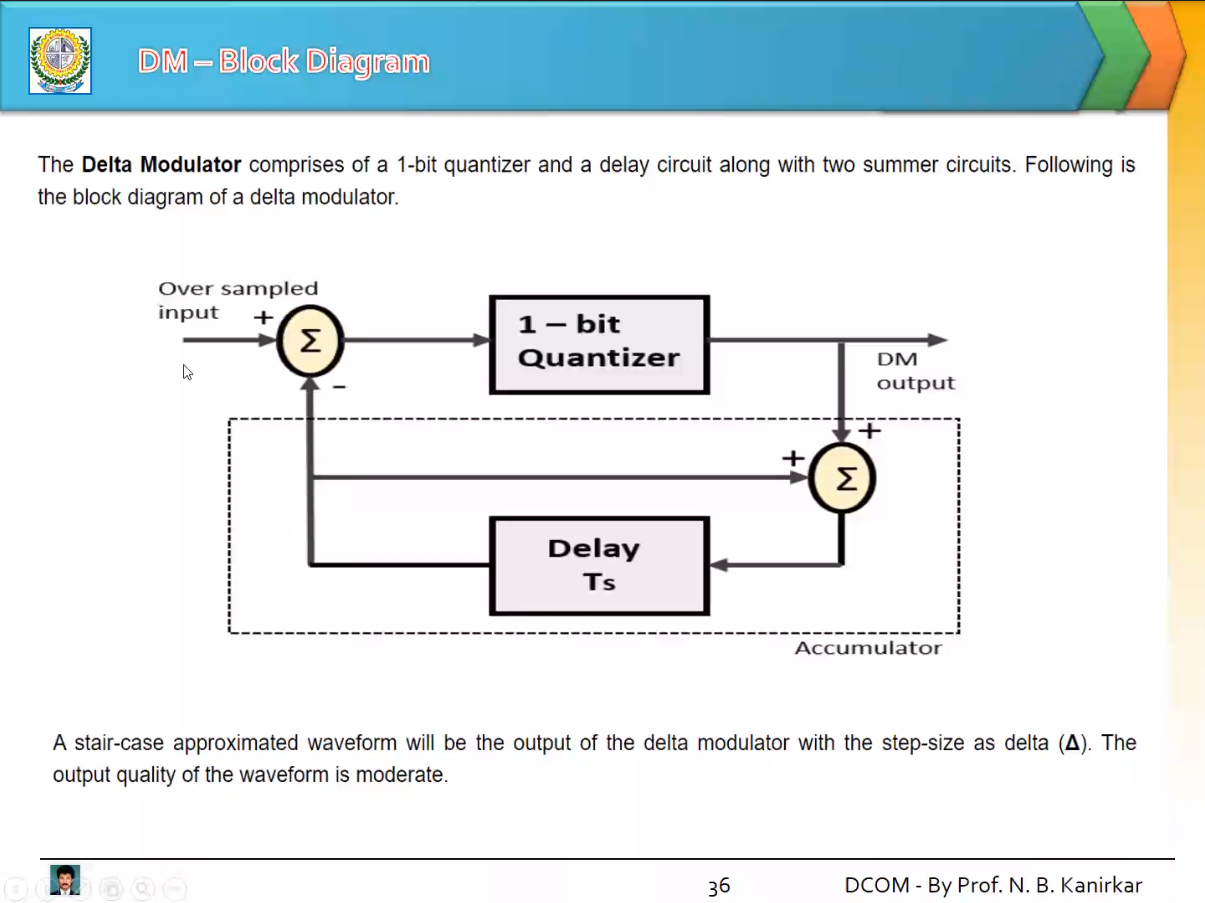 DM – Block Diagram
The Delta Modulator comprises of a 1-bit quantizer and a delay circuit along with two summer circuits. Following is
the block diagram of a delta modulator.
Over sampled
input
+
Σ
-
1 – bit
Quantizer
DM
output
+
+
Σ
Delay
Ts
Accumulator
A stair-case approximated waveform will be the output of the delta modulator with the step-size as delta (Δ). The
output quality of the waveform is moderate.
36
DCOM - By Prof. N. B. Kanirkar